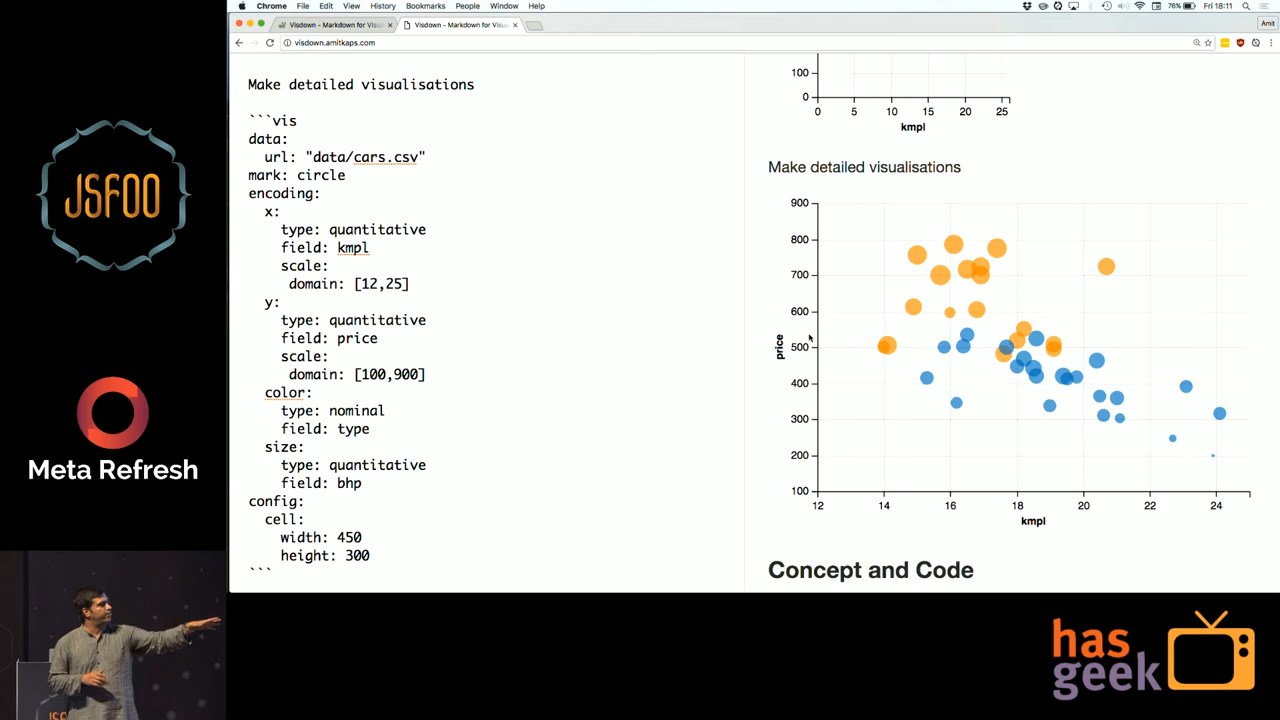 Chrome File Edit View History Bookmarks People Window Help
76% Fri 18:11
Visdown - Markdown for Visua
Visdown - Markdown for Visua
Amit
visdown.amitkaps.com
Make detailed visualisations
```vis
data:
url: "data/cars.csv"
mark: circle
encoding:
x:
type: quantitative
field: kmpl
scale:
domain: [12,25]
y:
type: quantitative
field: price
scale:
domain: [100,900]
color:
type: nominal
field: type
size:
type: quantitative
field: bhp
config:
cell:
width: 450
height: 300
```
100
0
0 5 10 15 20 25
kmpl
Make detailed visualisations
900
800
700
600
500
400
300
200
100
price
12 14 16 18 20 22 24
kmpl
Concept and Code
JSFOO
Meta Refresh
JSFOO
has
geek